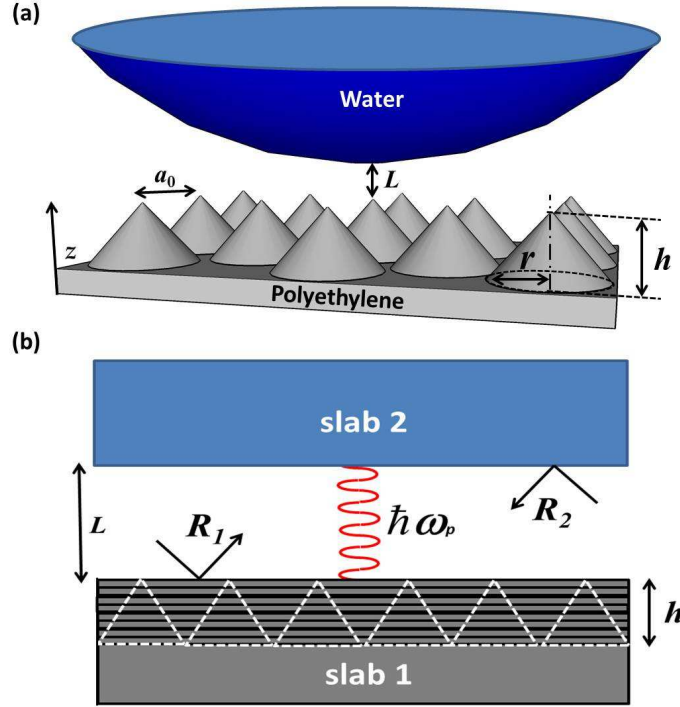 (a)
Water
a₀
L
z
r
h
Polyethylene
(b)
slab 2
L
R₁
ħωₚ
R₂
h
slab 1